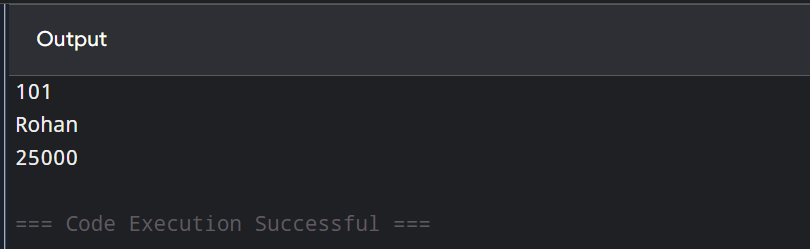 Output
101
Rohan
25000
=== Code Execution Successful ===